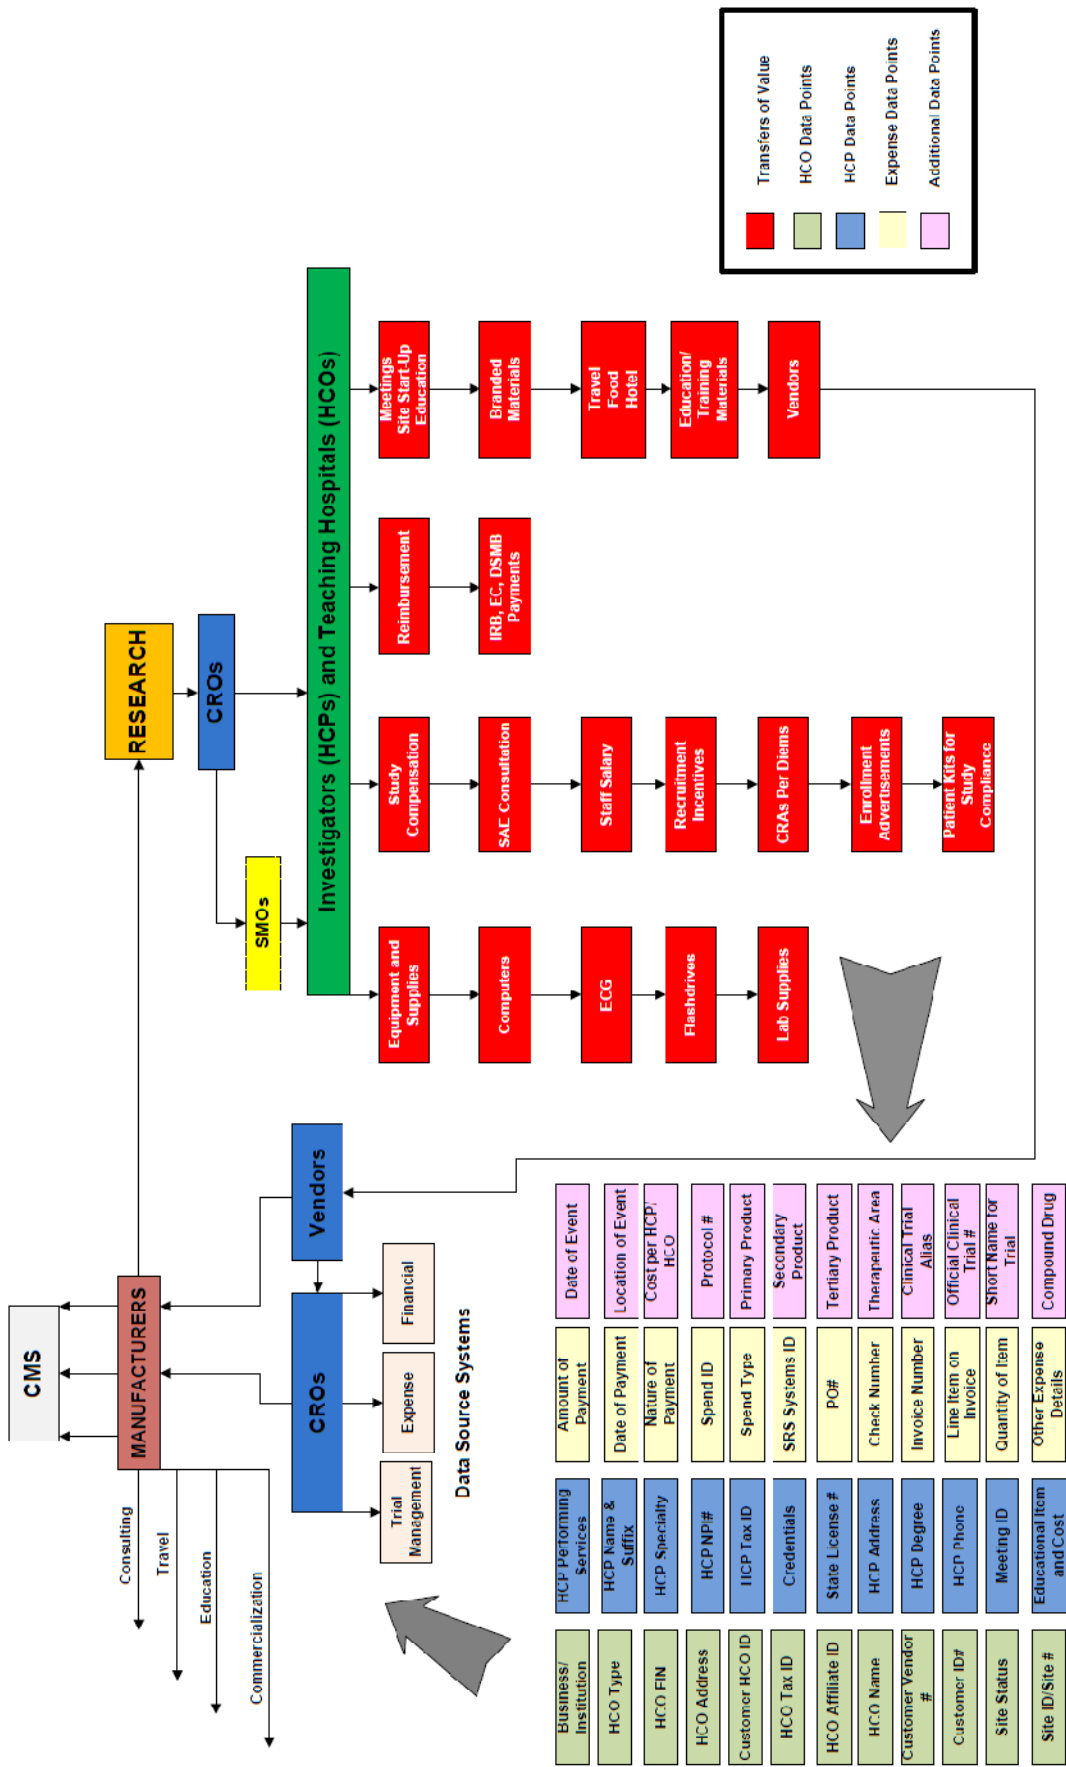 CMS
MANUFACTURERS
Consulting
Travel
Education
Commercialization
RESEARCH
CROs
SMOs
Investigators (HCPs) and Teaching Hospitals (HCOs)
Equipment and
Supplies
Computers
ECG
Flashdrives
Lab Supplies
Study
Compensation
SAE Consultation
Staff Salary
Recruitment
Incentives
CRAs Per Diems
Enrollment
Advertisements
Patient Kits for
Study
Compliance
Reimbursement
IRB, EC, DSMB
Payments
Meetings
Site Start-Up
Education
Branded
Materials
Travel
Food
Hotel
Education/
Training
Materials
Vendors
Vendors
CROs
Trial
Management
Expense
Financial
Data Source Systems
Business/
Institution
HCO Type
HCO FIN
HCO Address
Customer HCO ID
HCO Tax ID
HCO Affiliate ID
HCO Name
Customer Vendor
#
Customer ID#
Site Status
Site ID/Site #
HCP Performing
Services
HCP Name &
Suffix
HCP Specialty
HCP NPI#
HCP Tax ID
Credentials
State License #
HCP Address
HCP Degree
HCP Phone
Meeting ID
Educational Item
and Cost
Amount of
Payment
Date of Payment
Nature of
Payment
Spend ID
Spend Type
SRS Systems ID
PO#
Check Number
Invoice Number
Line Item on
Invoice
Quantity of Item
Other Expense
Details
Date of Event
Location of Event
Cost per HCP/
HCO
Protocol #
Primary Product
Secondary
Product
Tertiary Product
Therapeutic Area
Clinical Trial
Alias
Official Clinical
Trial #
Short Name for
Trial
Compound Drug
Transfers of Value
HCO Data Points
HCP Data Points
Expense Data Points
Additional Data Points